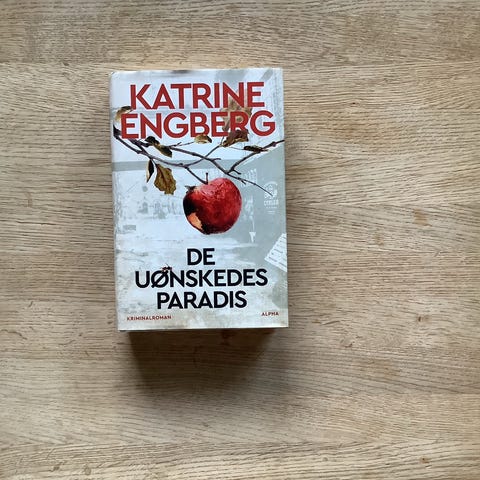 KATRINE
ENGBERG
DE
UØNSKEDES
PARADIS
KRIMINALROMAN
ALPHA